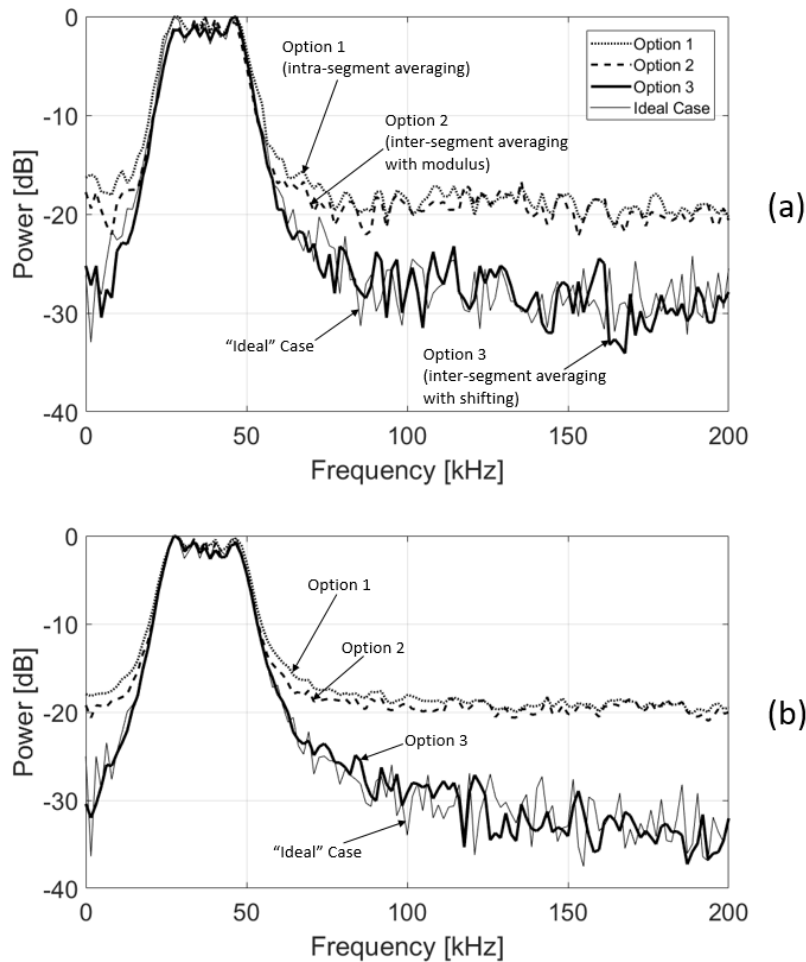 0
-10
-20
-30
-40
Power [dB]
Option 1
(intra-segment averaging)
Option 2
(inter-segment averaging
with modulus)
"Ideal" Case
Option 3
(inter-segment averaging
with shifting)
Option 1
Option 2
Option 3
Ideal Case
(a)
0 50 100 150 200
Frequency [kHz]
0
-10
-20
-30
-40
Power [dB]
Option 1
Option 2
Option 3
"Ideal" Case
(b)
0 50 100 150 200
Frequency [kHz]